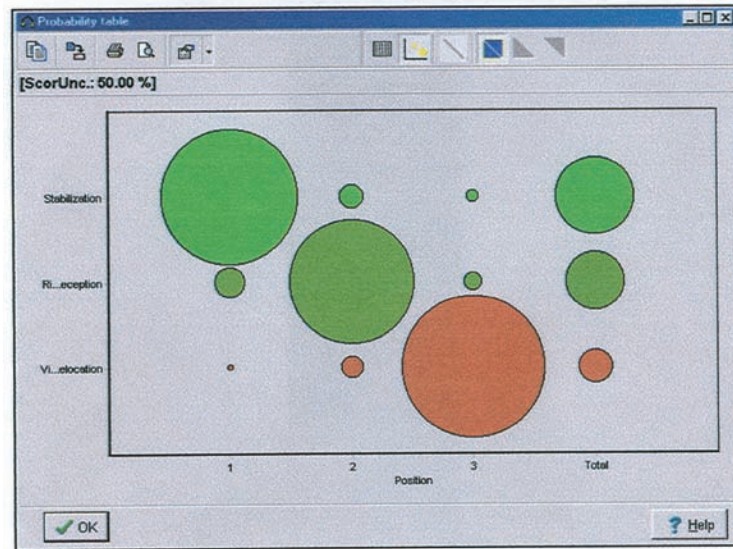 Probability table
[ScorUnc.: 50.00 %]
Stabilization
Ri...eception
Vi...elocation
1 2 3 Total
Position
OK
? Help